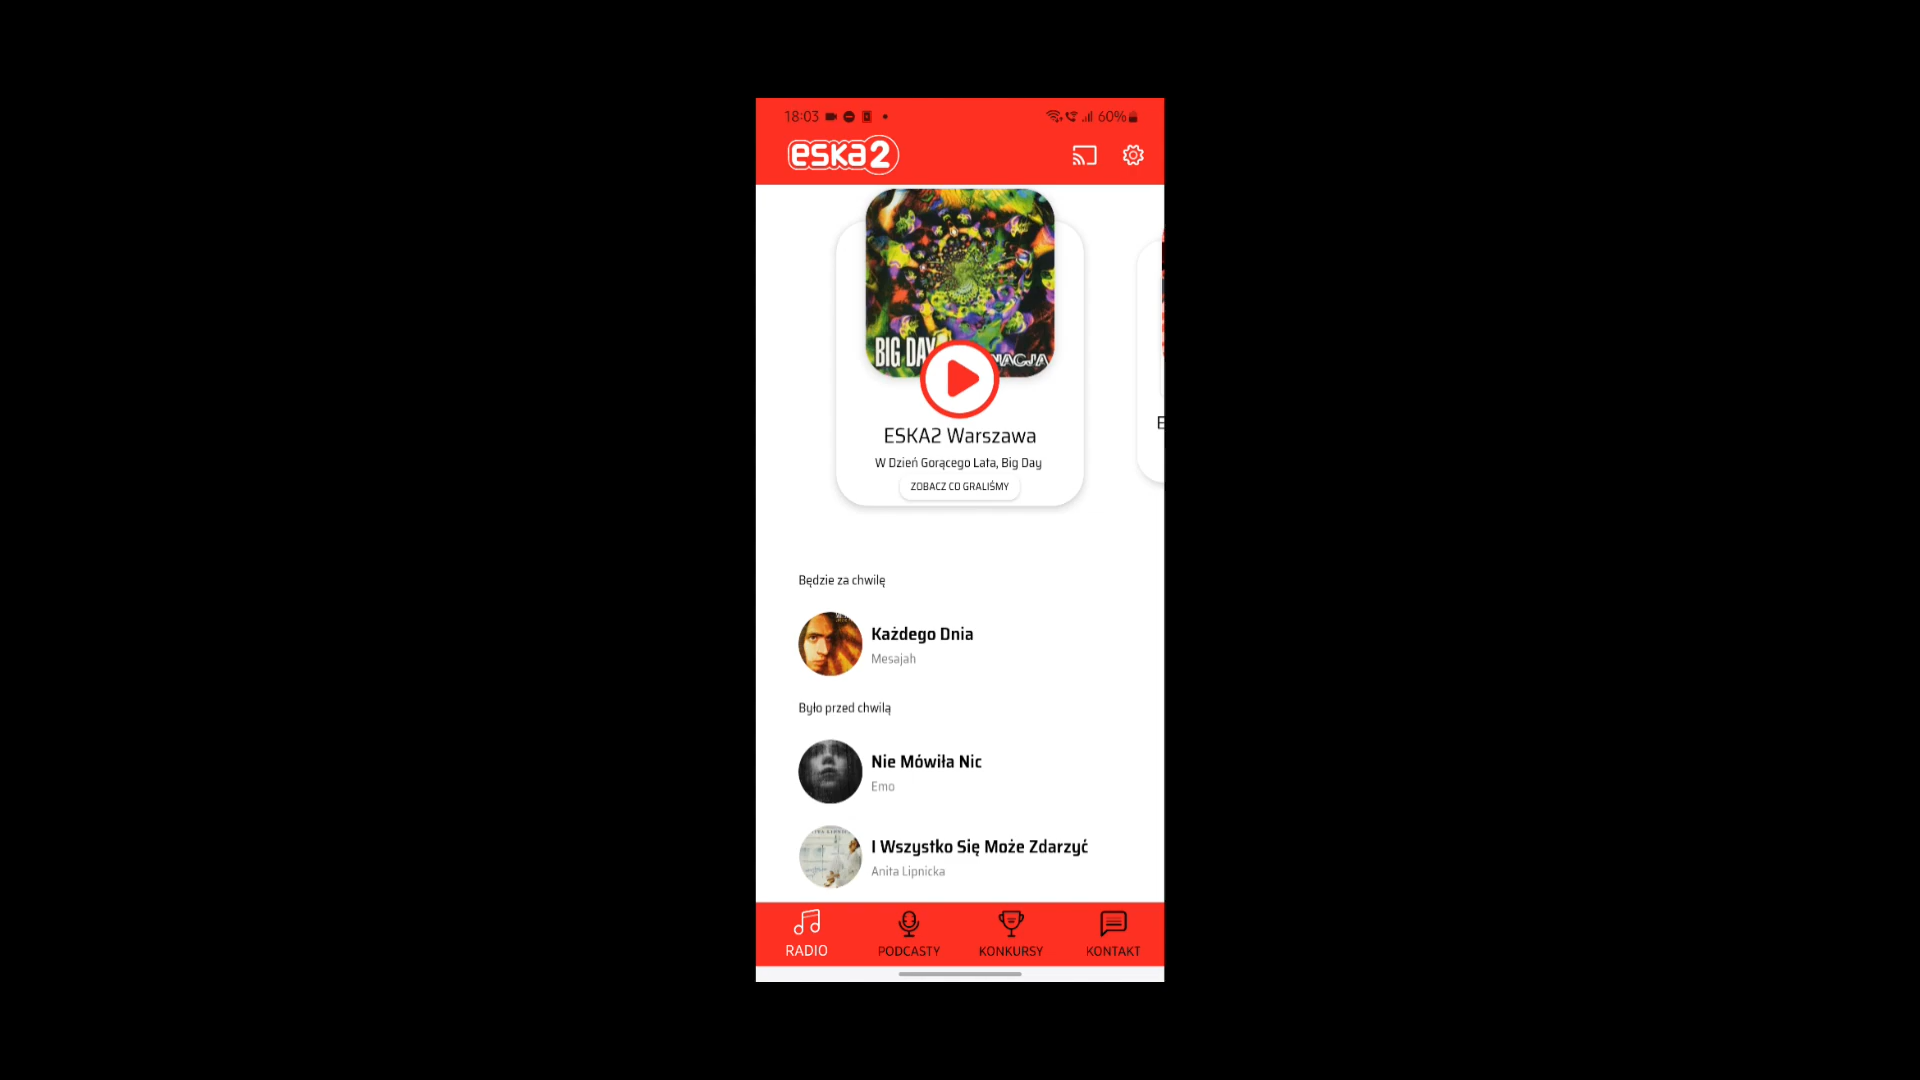 18:03
60%
eska2
BIG DAY
NACJA
ESKA2 Warszawa
W Dzień Gorącego Lata, Big Day
ZOBACZ CO GRALIŚMY
E
Będzie za chwilę
Każdego Dnia
Mesajah
Było przed chwilą
Nie Mówiła Nic
Emo
I Wszystko Się Może Zdarzyć
Anita Lipnicka
RADIO
PODCASTY
KONKURSY
KONTAKT